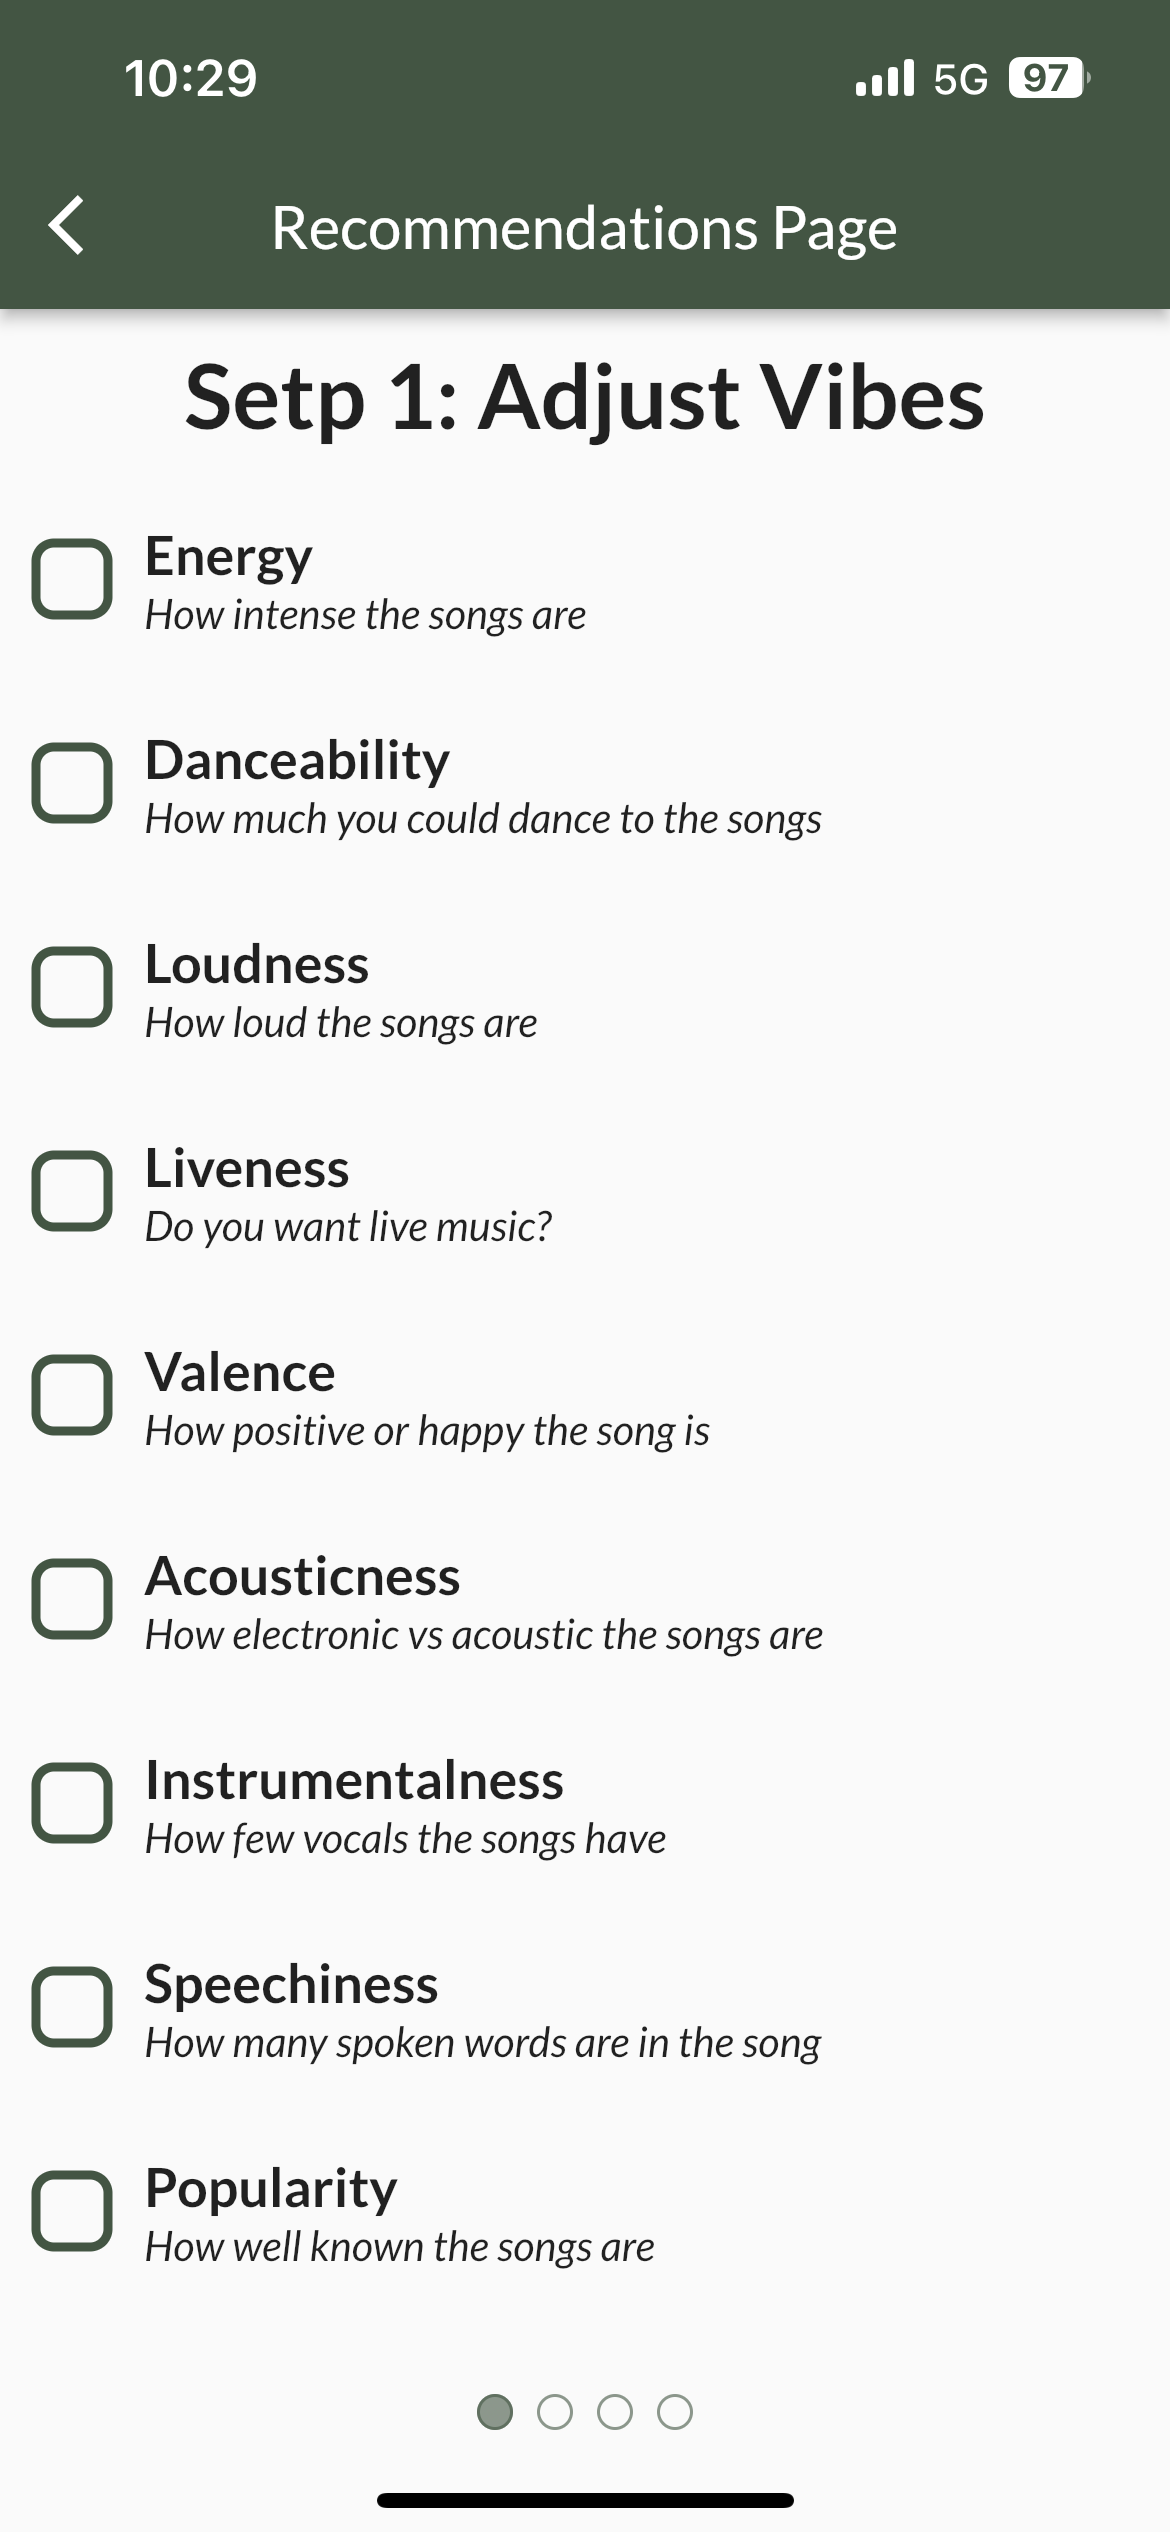 10:29
5G 97
Recommendations Page
Setp 1: Adjust Vibes
Energy
How intense the songs are
Danceability
How much you could dance to the songs
Loudness
How loud the songs are
Liveness
Do you want live music?
Valence
How positive or happy the song is
Acousticness
How electronic vs acoustic the songs are
Instrumentalness
How few vocals the songs have
Speechiness
How many spoken words are in the song
Popularity
How well known the songs are